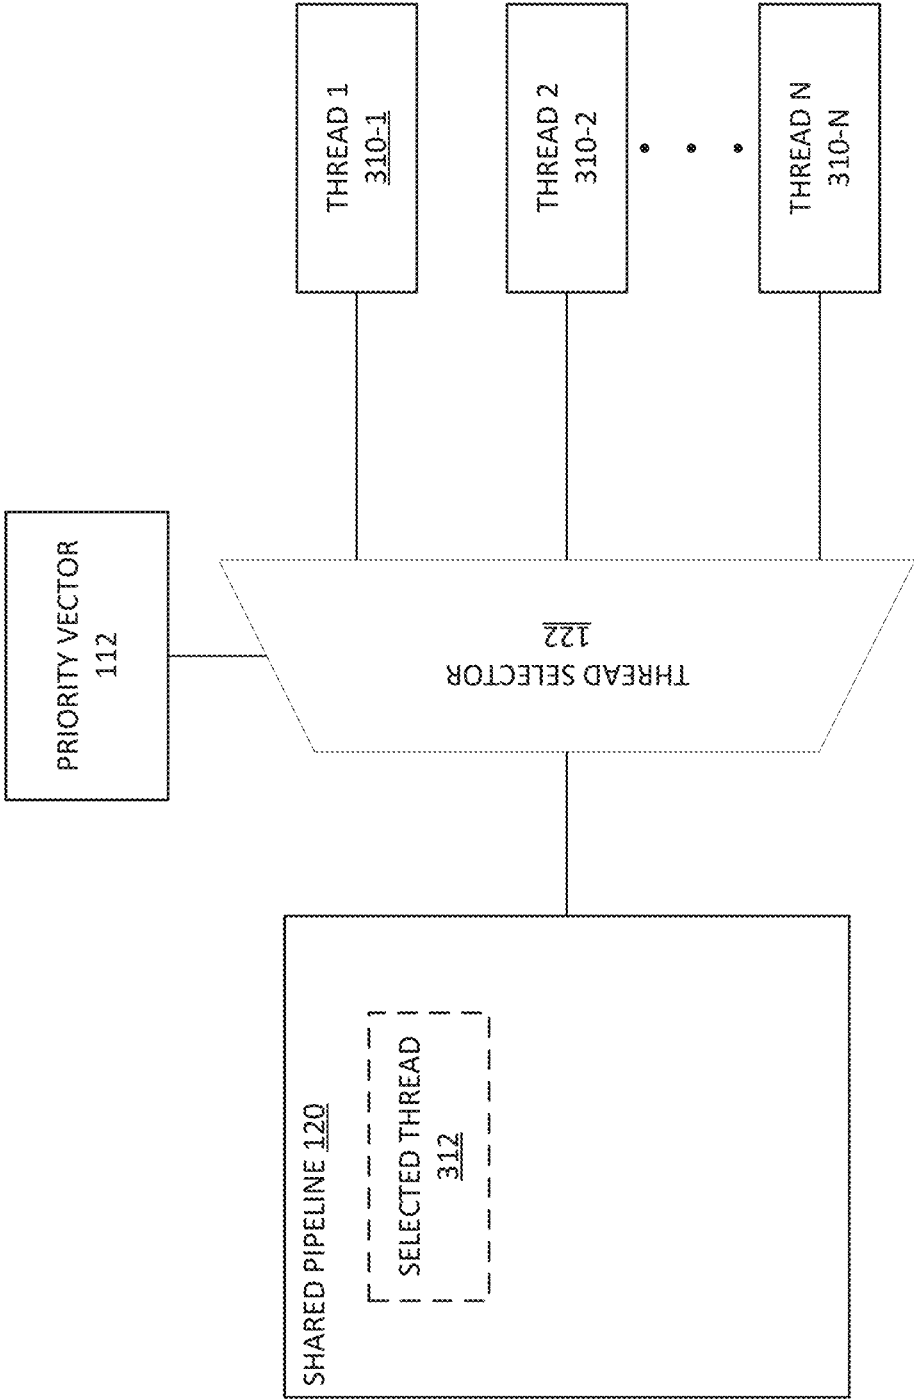 PRIORITY VECTOR
112
THREAD 1
310-1
THREAD 2
310-2
THREAD N
310-N
THREAD SELECTOR
122
SHARED PIPELINE 120
SELECTED THREAD
312